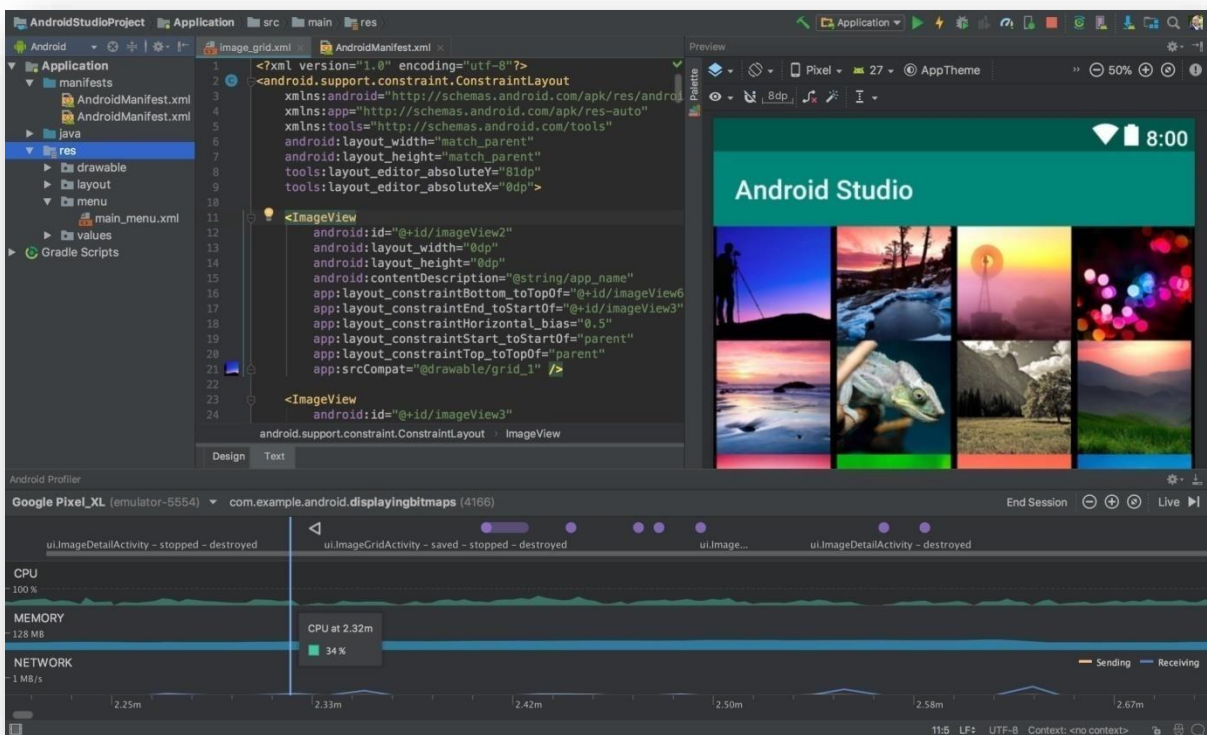 AndroidStudioProject Application src main res
Application
Android
image_grid.xml
AndroidManifest.xml
Application
manifests
AndroidManifest.xml
AndroidManifest.xml
java
res
drawable
layout
menu
main_menu.xml
values
Gradle Scripts
1 <?xml version="1.0" encoding="utf-8"?>
2 <android.support.constraint.ConstraintLayout
3 xmlns:android="http://schemas.android.com/apk/res/androi
4 xmlns:app="http://schemas.android.com/apk/res-auto"
5 xmlns:tools="http://schemas.android.com/tools"
6 android:layout_width="match_parent"
7 android:layout_height="match_parent"
8 tools:layout_editor_absoluteY="81dp"
9 tools:layout_editor_absoluteX="0dp">
10
11 <ImageView
12 android:id="@+id/imageView2"
13 android:layout_width="0dp"
14 android:layout_height="0dp"
15 android:contentDescription="@string/app_name"
16 app:layout_constraintBottom_toTopOf="@+id/imageView6
17 app:layout_constraintEnd_toStartOf="@+id/imageView3"
18 app:layout_constraintHorizontal_bias="0.5"
19 app:layout_constraintStart_toStartOf="parent"
20 app:layout_constraintTop_toTopOf="parent"
21 app:srcCompat="@drawable/grid_1" />
22
23 <ImageView
24 android:id="@+id/imageView3"
android.support.constraint.ConstraintLayout ImageView
Design Text
Preview
Palette
Pixel 27 AppTheme 50%
8dp
8:00
Android Studio
Android Profiler
Google Pixel_XL (emulator-5554) com.example.android.displayingbitmaps (4166)
End Session Live
ui.ImageDetailActivity – stopped – destroyed
ui.ImageGridActivity – saved – stopped – destroyed
ui.Image...
ui.ImageDetailActivity – destroyed
CPU
100 %
MEMORY
128 MB
CPU at 2.32m
34 %
NETWORK
1 MB/s
Sending Receiving
2.25m 2.33m 2.42m 2.50m 2.58m 2.67m
11:5 LF UTF-8 Context: <no context>